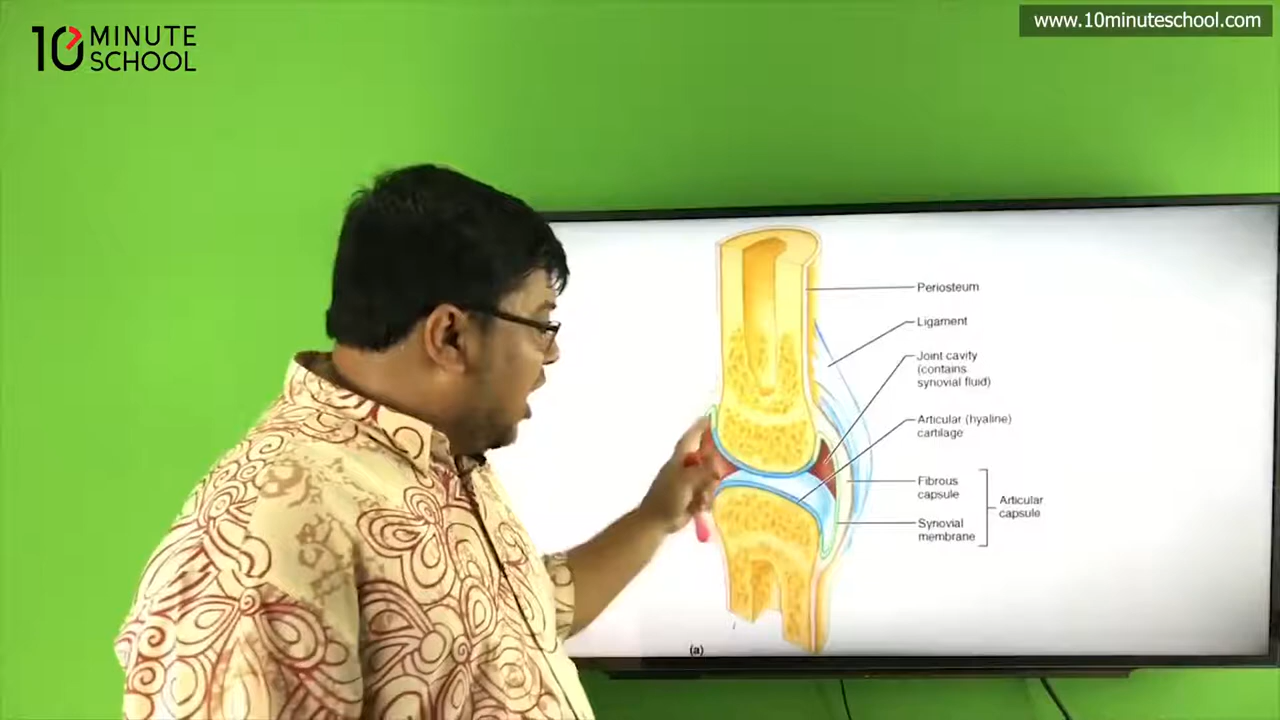 10 MINUTE
SCHOOL
www.10minuteschool.com
Periosteum
Ligament
Joint cavity
(contains
synovial fluid)
Articular (hyaline)
cartilage
Fibrous
capsule
Articular
capsule
Synovial
membrane
(a)